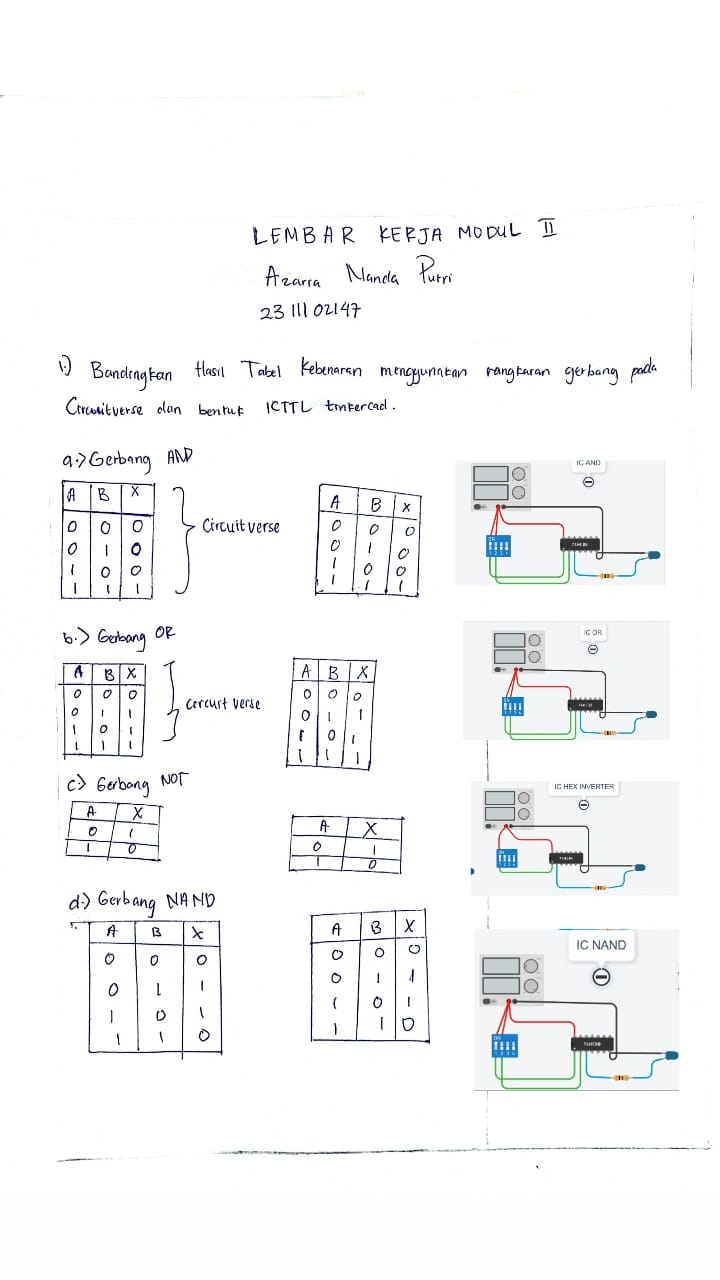 LEMBAR KERJA MODUL II
Azarra Nanda Putri
2311102147
1.) Bandingkan Hasil Tabel Kebenaran menggunakan rangkaran gerbang pada
Circuitverse dan bentuk ICTTL tinkercad.
a.) Gerbang AND
IC AND
A B X
0 0 0
0 1 0
1 0 0
1 1 1
Circuit verse
A B X
0 0 0
0 1 0
1 0 0
1 1 1
b.) Gerbang OR
IC OR
A B X
0 0 0
0 1 1
1 0 1
1 1 1
Circuit verse
A B X
0 0 0
0 1 1
1 0 1
1 1 1
c.) Gerbang NOT
IC HEX INVERTER
A X
0 1
1 0
A X
0 1
1 0
d.) Gerbang NAND
IC NAND
A B X
0 0 0
0 1 1
1 0 1
1 1 0
A B X
0 0 0
0 1 1
1 0 1
1 1 0